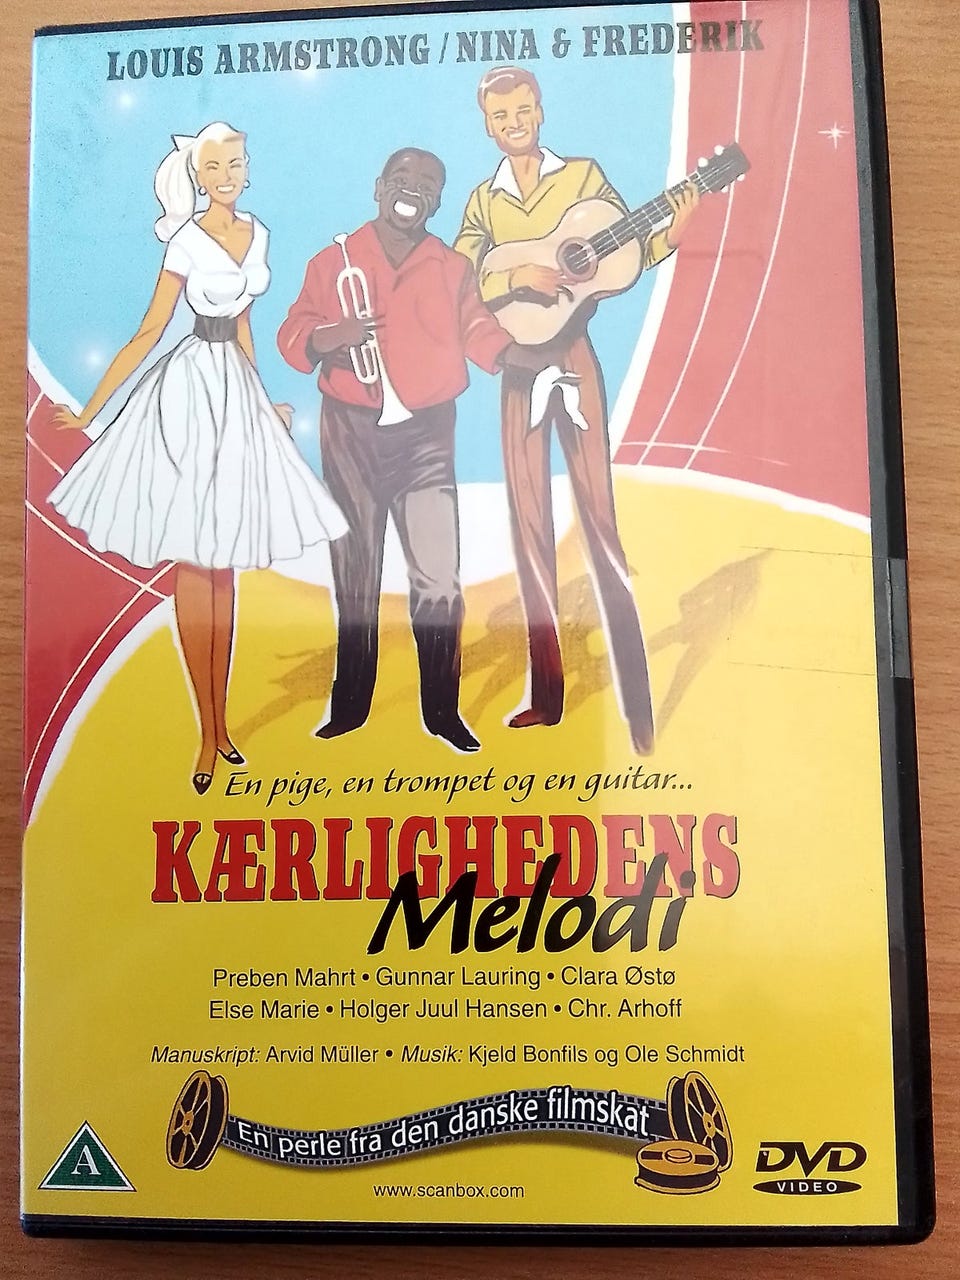 LOUIS ARMSTRONG / NINA & FREDERIK
En pige, en trompet og en guitar...
KÆRLIGHEDENS
Melodi
Preben Mahrt • Gunnar Lauring • Clara Østø
Else Marie • Holger Juul Hansen • Chr. Arhoff
Manuskript: Arvid Müller • Musik: Kjeld Bonfils og Ole Schmidt
En perle fra den danske filmskat
A
DVD
VIDEO
www.scanbox.com